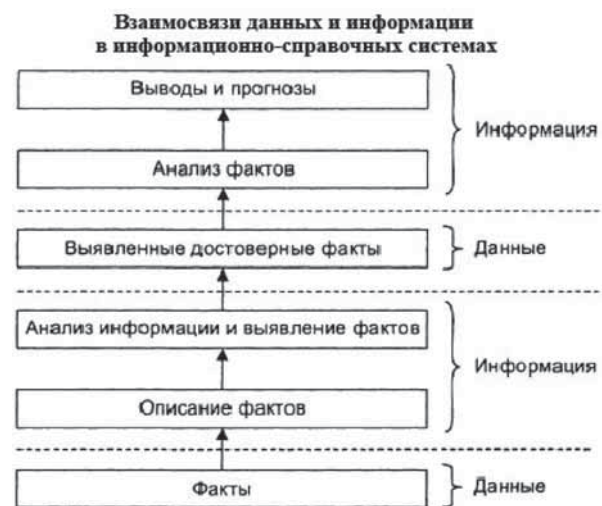 Взаимосвязи данных и информации
в информационно-справочных системах
Выводы и прогнозы
Информация
Анализ фактов
Выявленные достоверные факты
Данные
Анализ информации и выявление фактов
Информация
Описание фактов
Факты
Данные